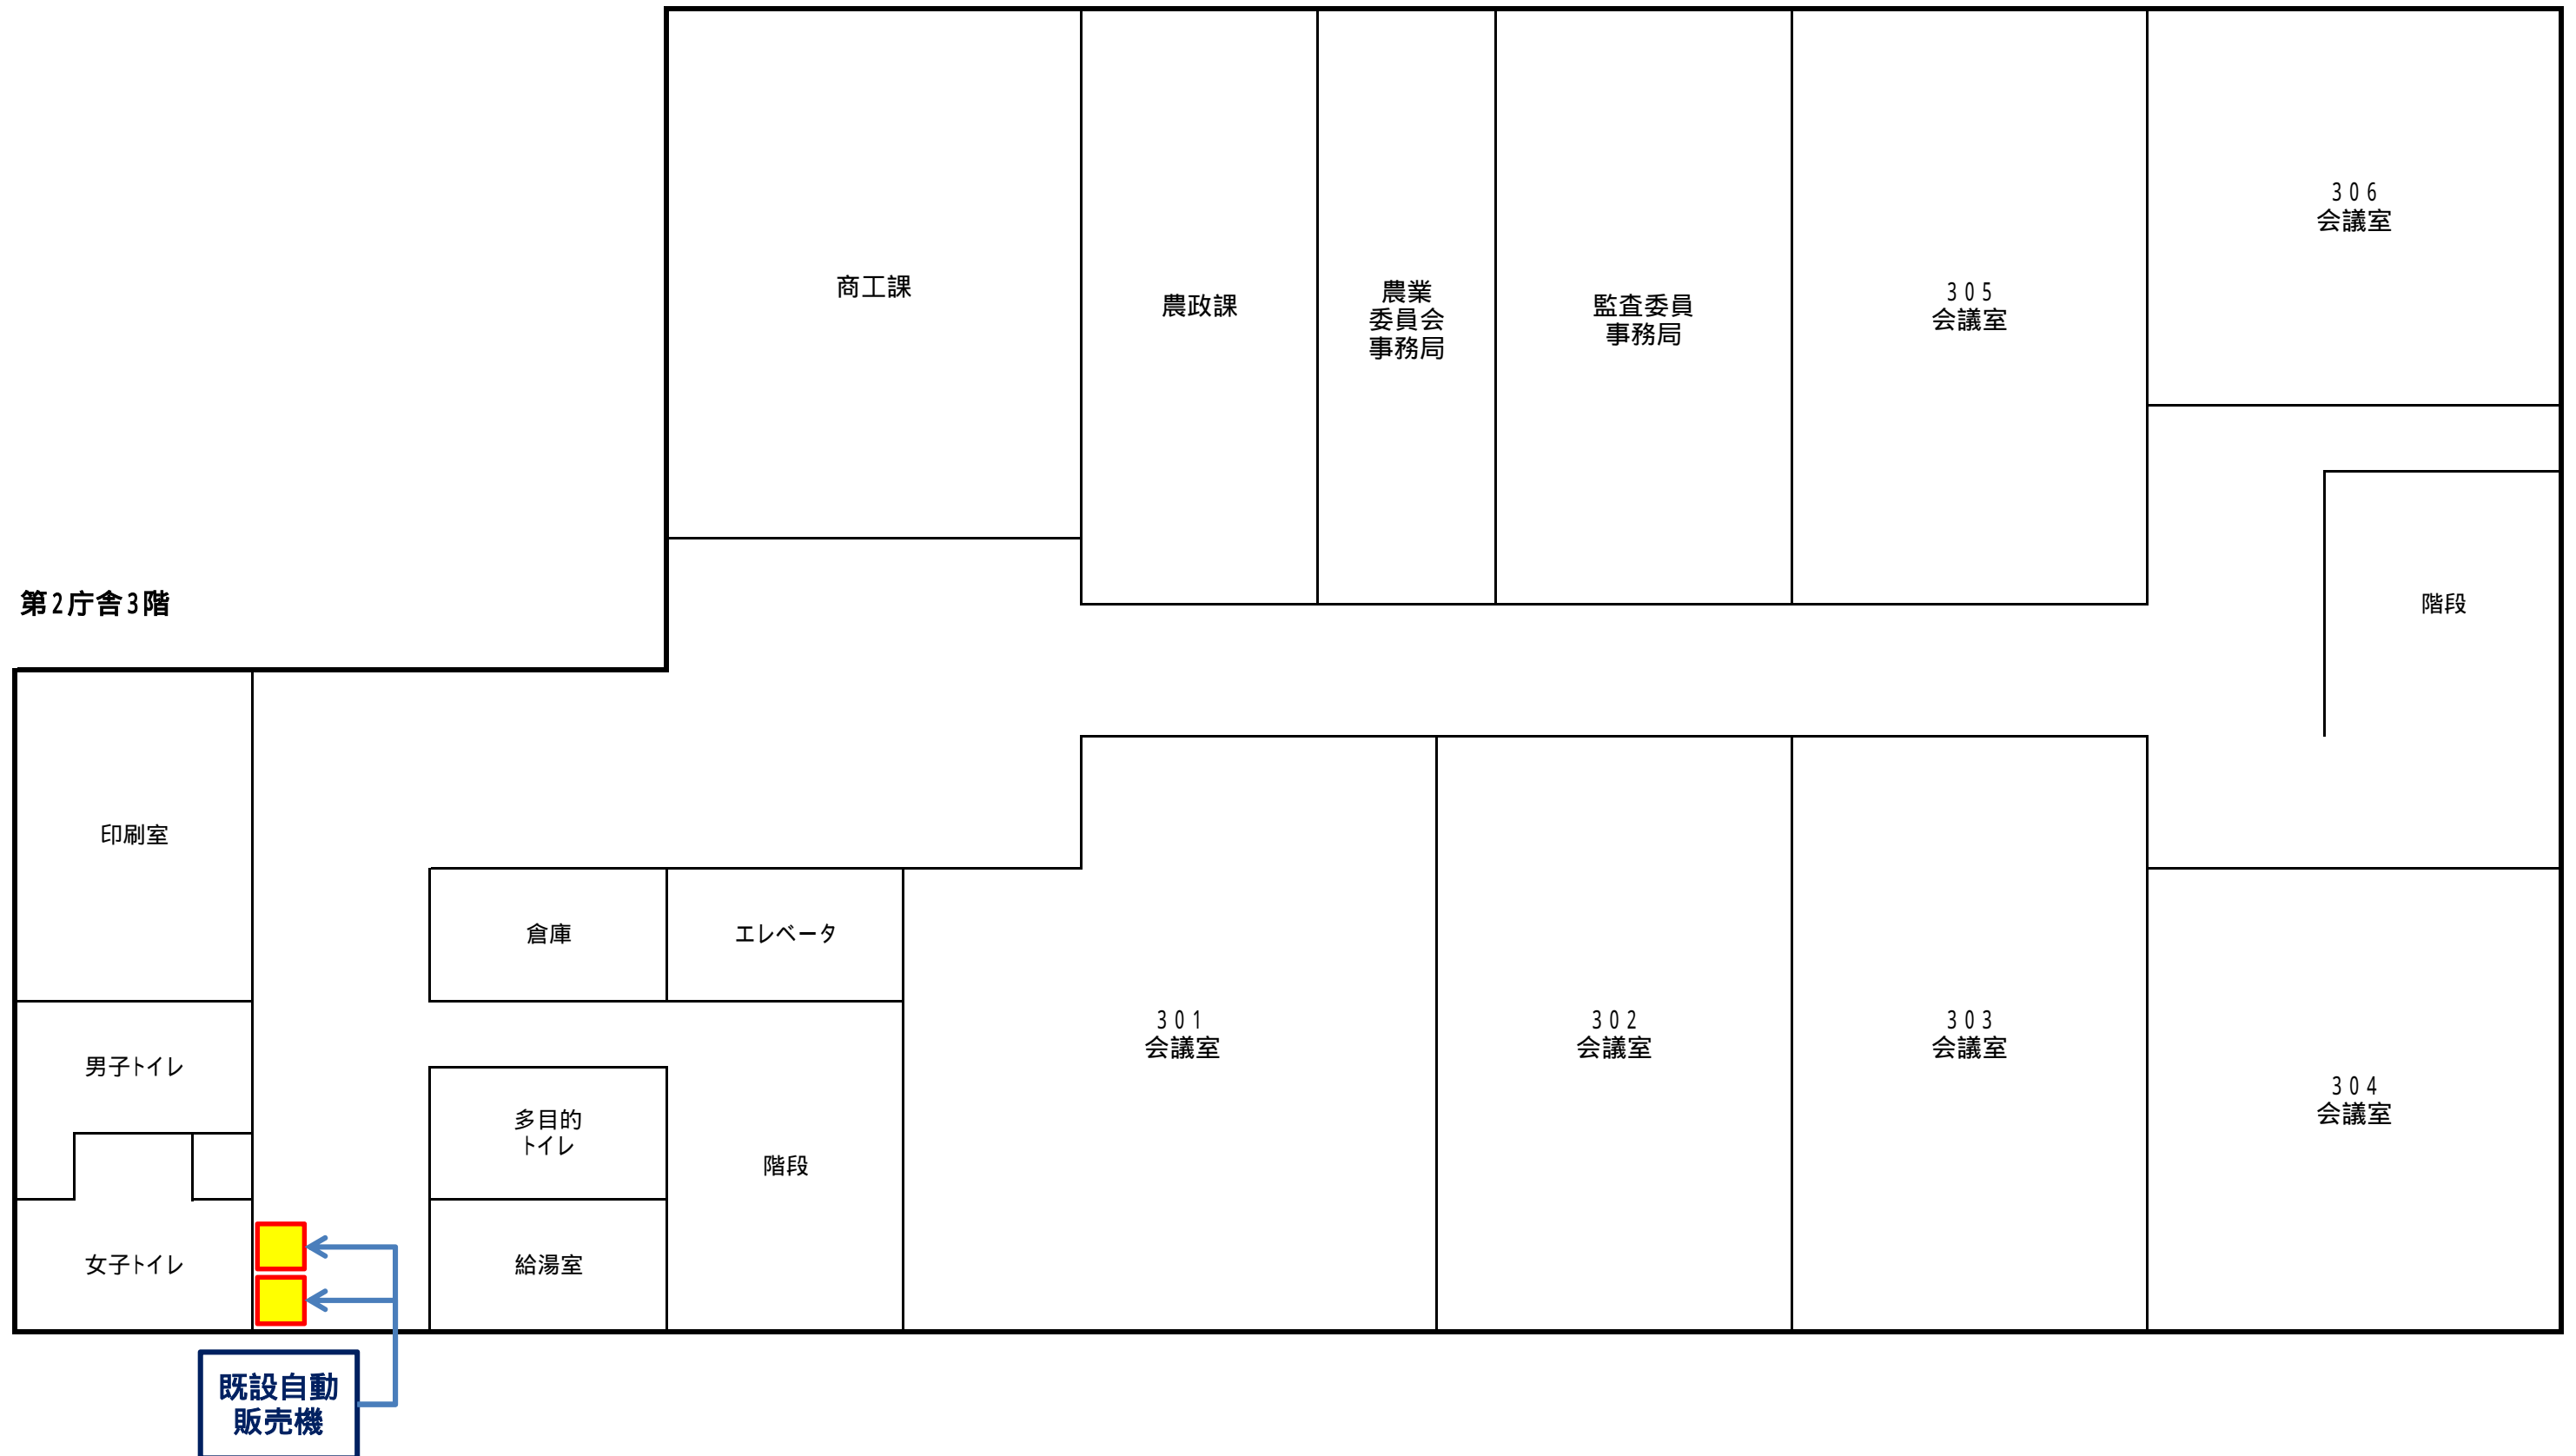 306
会議室
商工課
農政課
農業
委員会
事務局
監査委員
事務局
305
会議室
第2庁舎3階
階段
印刷室
倉庫
エレベータ
301
会議室
302
会議室
303
会議室
304
会議室
男子トイレ
多目的
トイレ
階段
女子トイレ
給湯室
既設自動
販売機